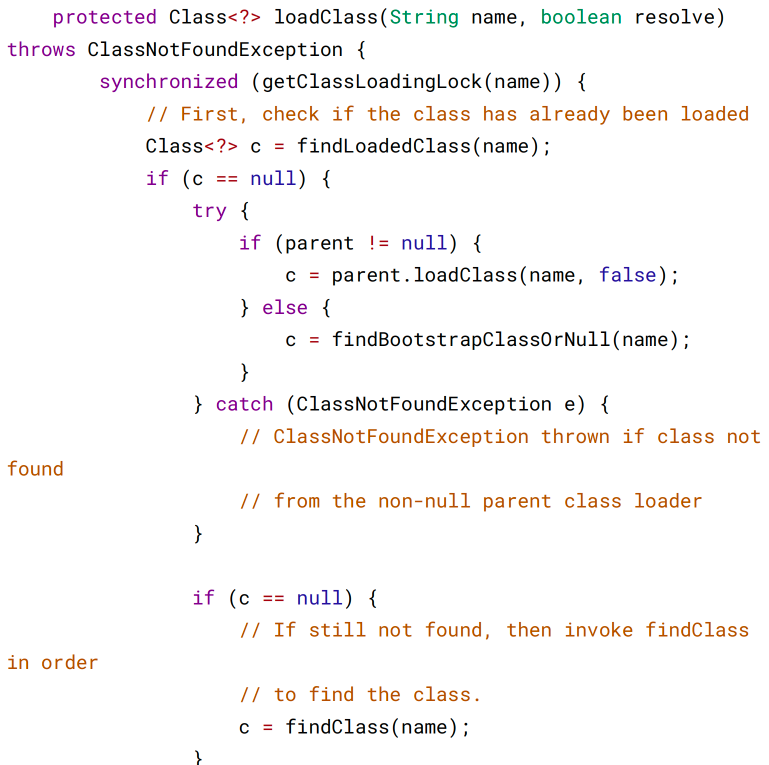 protected Class<?> loadClass(String name, boolean resolve)
throws ClassNotFoundException {
        synchronized (getClassLoadingLock(name)) {
            // First, check if the class has already been loaded
            Class<?> c = findLoadedClass(name);
            if (c == null) {
                try {
                    if (parent != null) {
                        c = parent.loadClass(name, false);
                    } else {
                        c = findBootstrapClassOrNull(name);
                    }
                } catch (ClassNotFoundException e) {
                    // ClassNotFoundException thrown if class not
found
                    // from the non-null parent class loader
                }

                if (c == null) {
                    // If still not found, then invoke findClass
in order
                    // to find the class.
                    c = findClass(name);
                }